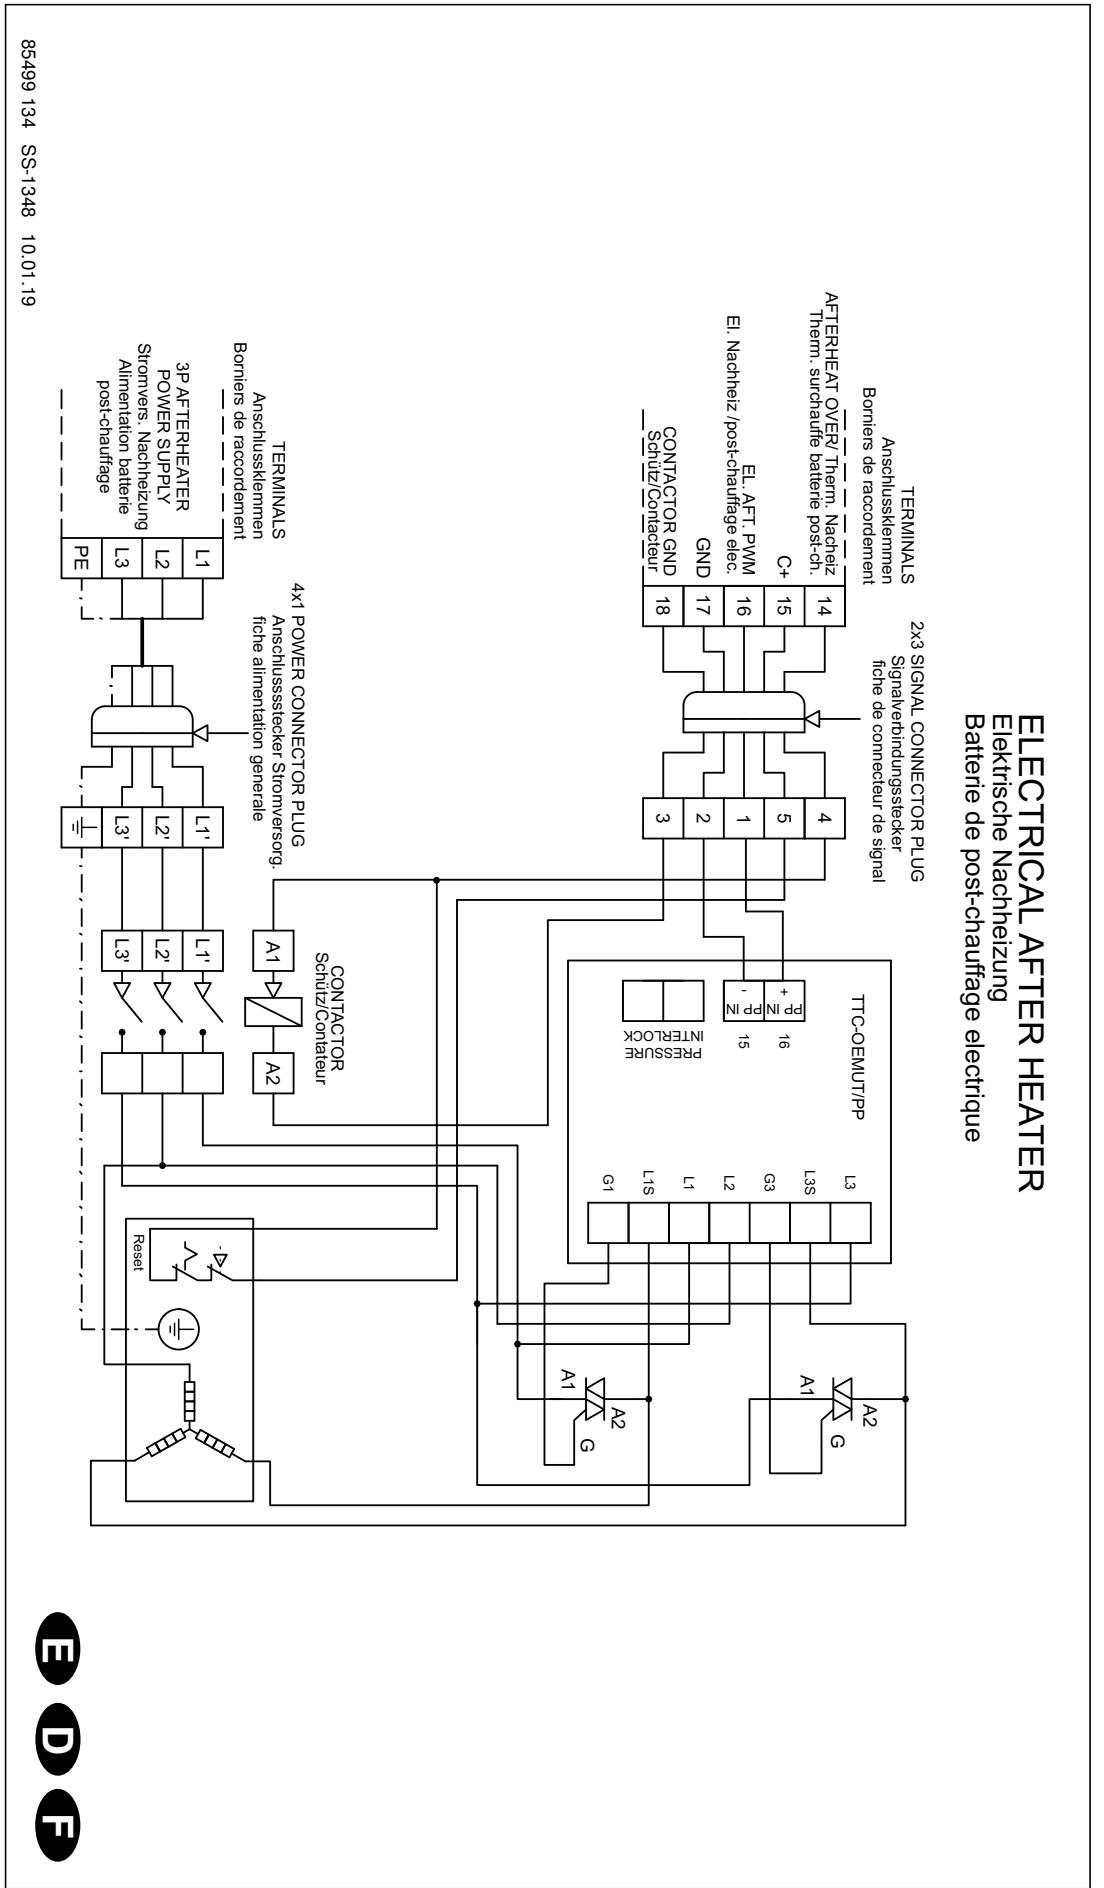 ELECTRICAL AFTER HEATER
Elektrische Nachheizung
Batterie de post-chauffage electrique
TERMINALS
Anschlussklemmen
Borniers de raccordement
2x3 SIGNAL CONNECTOR PLUG
Signalverbindungsstecker
fiche de connecteur de signal
AFTERHEAT OVER/ Therm. Nacheiz
Therm. surchauffe batterie post-ch.
C+
EL. AFT. PWM
El. Nachheiz /post-chauffage elec.
GND
CONTACTOR GND
Schütz/Contacteur
14
15
16
17
18
4
5
1
2
3
TTC-OEMUT/PP
+ PP IN
- PP IN
16
15
PRESSURE
INTERLOCK
L3
L3S
G3
L2
L1
L1S
G1
A1
A2
G
A1
A2
G
TERMINALS
Anschlussklemmen
Borniers de raccordement
4x1 POWER CONNECTOR PLUG
Anschlussstecker Stromversorg.
fiche alimentation generale
3P AFTERHEATER
POWER SUPPLY
Stromvers. Nachheizung
Alimentation batterie
post-chauffage
L1
L2
L3
PE
L1'
L2'
L3'
CONTACTOR
Schütz/Contateur
A1
A2
L1'
L2'
L3'
Reset
85499 134 SS-1348 10.01.19
E D F